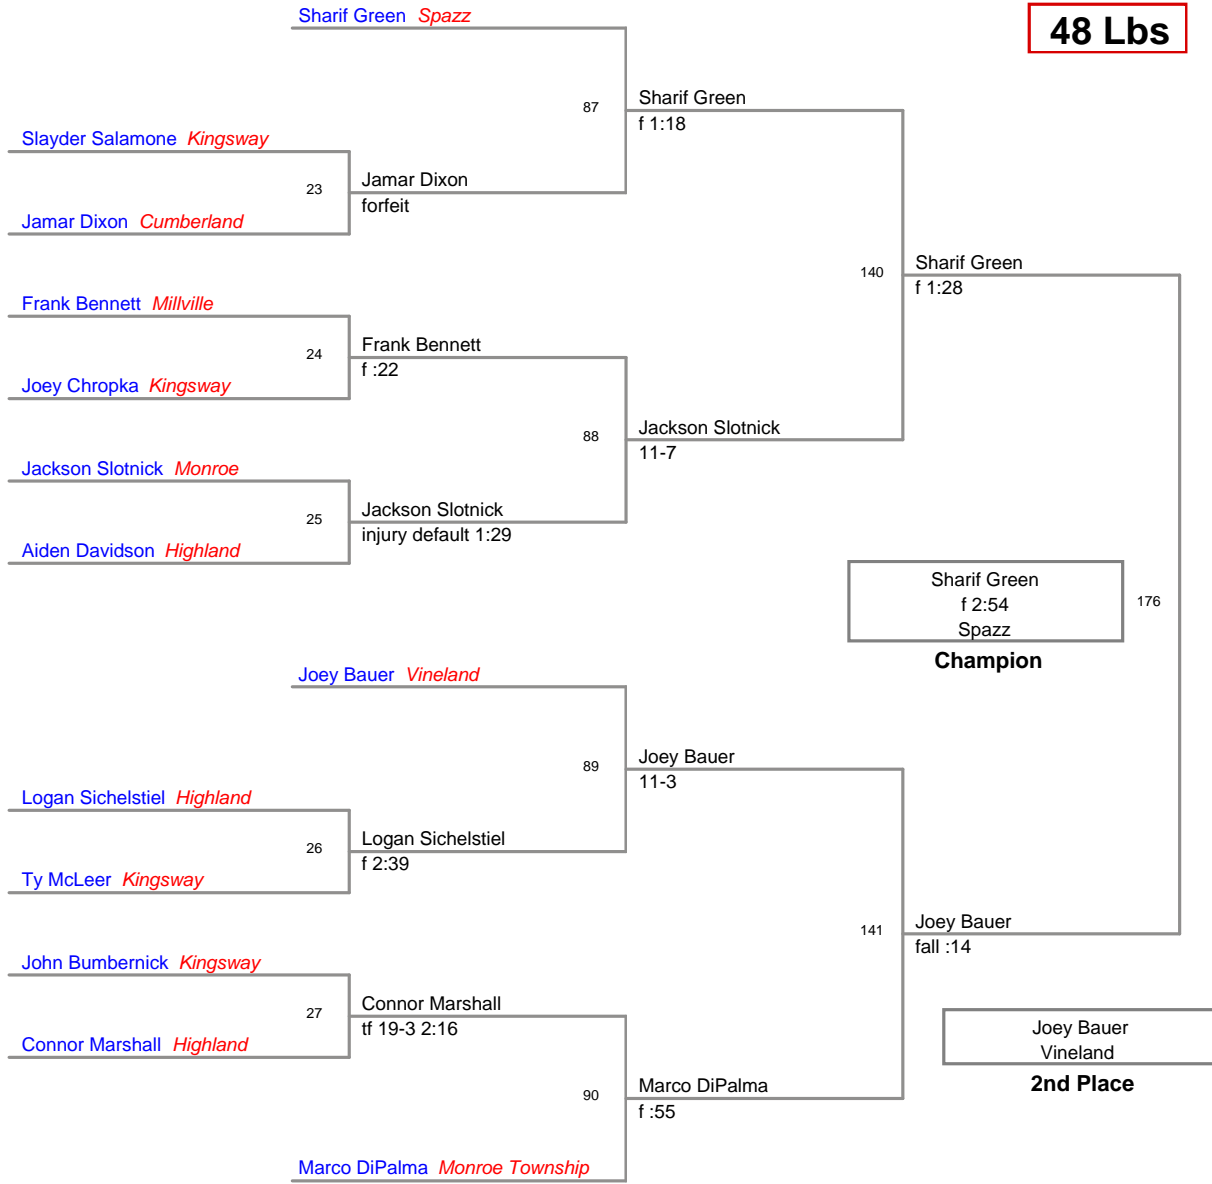 Sharif Green Spazz
48 Lbs
87
Sharif Green
f 1:18
Slayder Salamone Kingsway
23
Jamar Dixon
forfeit
Jamar Dixon Cumberland
140
Sharif Green
f 1:28
Frank Bennett Millville
24
Frank Bennett
f :22
Joey Chropka Kingsway
88
Jackson Slotnick
11-7
Jackson Slotnick Monroe
25
Jackson Slotnick
injury default 1:29
Aiden Davidson Highland
Sharif Green
f 2:54
Spazz
176
Champion
Joey Bauer Vineland
89
Joey Bauer
11-3
Logan Sichelstiel Highland
26
Logan Sichelstiel
f 2:39
Ty McLeer Kingsway
141
Joey Bauer
fall :14
John Bumbernick Kingsway
27
Connor Marshall
tf 19-3 2:16
Connor Marshall Highland
Joey Bauer
Vineland
2nd Place
90
Marco DiPalma
f :55
Marco DiPalma Monroe Township